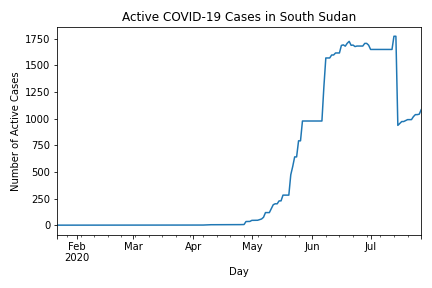 Active COVID-19 Cases in South Sudan
Number of Active Cases
1750
1500
1250
1000
750
500
250
0
Feb Mar Apr May Jun Jul
2020
Day